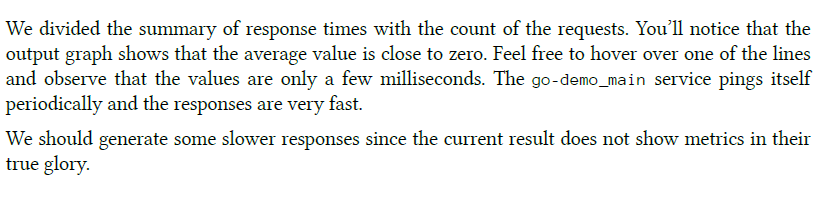 We divided the summary of response times with the count of the requests. You'll notice that the
output graph shows that the average value is close to zero. Feel free to hover over one of the lines
and observe that the values are only a few milliseconds. The go-demo_main service pings itself
periodically and the responses are very fast.
We should generate some slower responses since the current result does not show metrics in their
true glory.